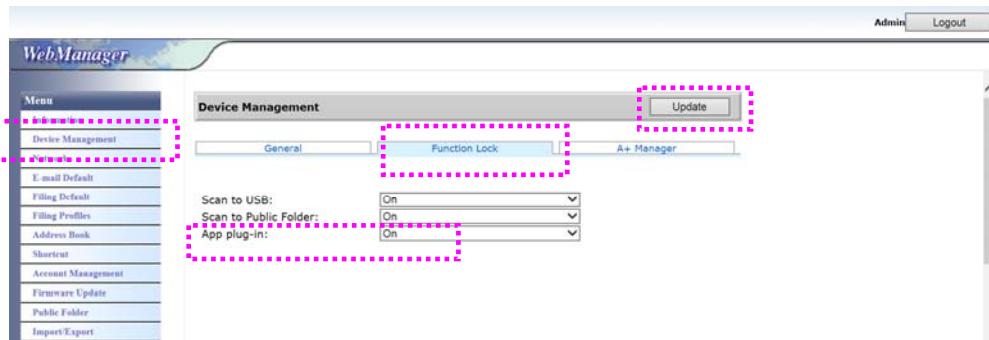 Admin Logout
WebManager
Menu
Information
Device Management
Network
E-mail Default
Filing Default
Filing Profiles
Address Book
Shortcut
Account Management
Firmware Update
Public Folder
Import/Export
Device Management Update
General Function Lock A+ Manager
Scan to USB: On
Scan to Public Folder: On
App plug-in: On